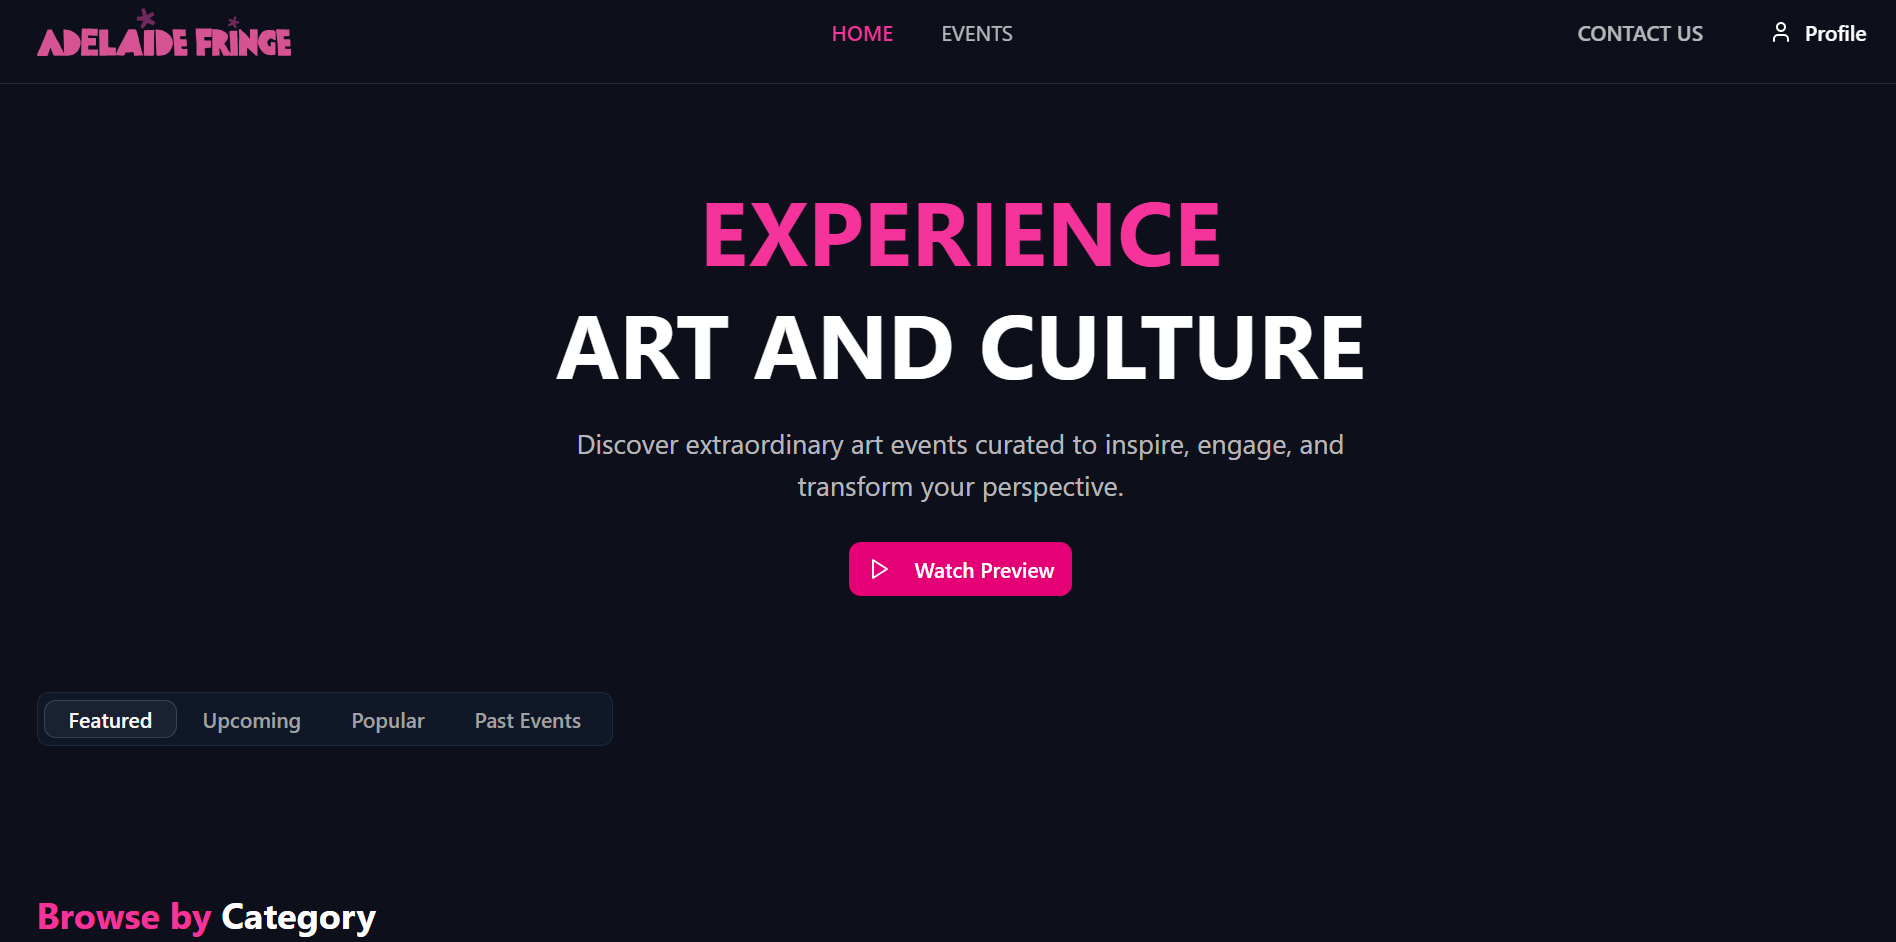 ADELAIDE FRINGE
HOME EVENTS CONTACT US Profile
EXPERIENCE
ART AND CULTURE
Discover extraordinary art events curated to inspire, engage, and
transform your perspective.
Watch Preview
Featured Upcoming Popular Past Events
Browse by Category